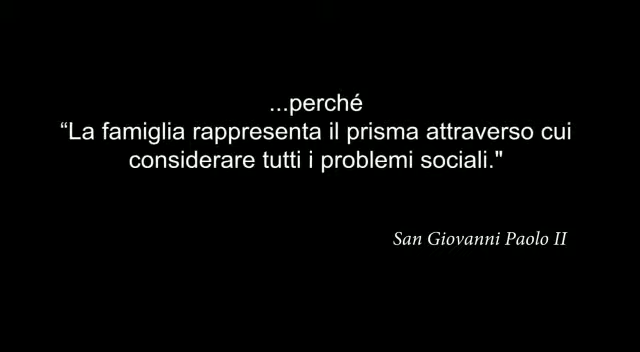 ...perché
“La famiglia rappresenta il prisma attraverso cui
considerare tutti i problemi sociali."
San Giovanni Paolo II